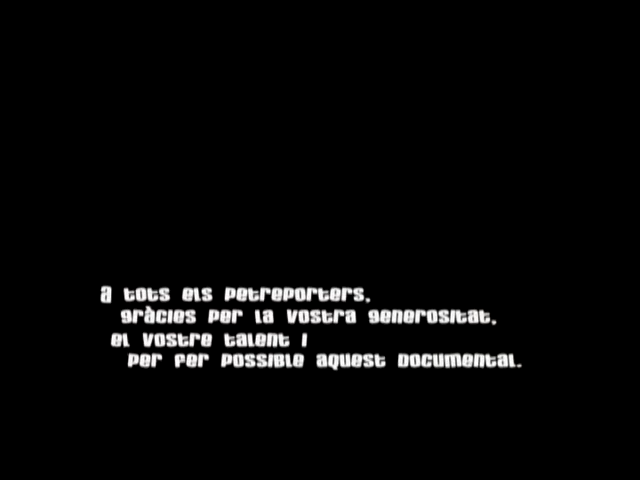 A tots els petreporters,
gràcies per la vostra generositat,
el vostre talent i
per fer possible aquest documental.